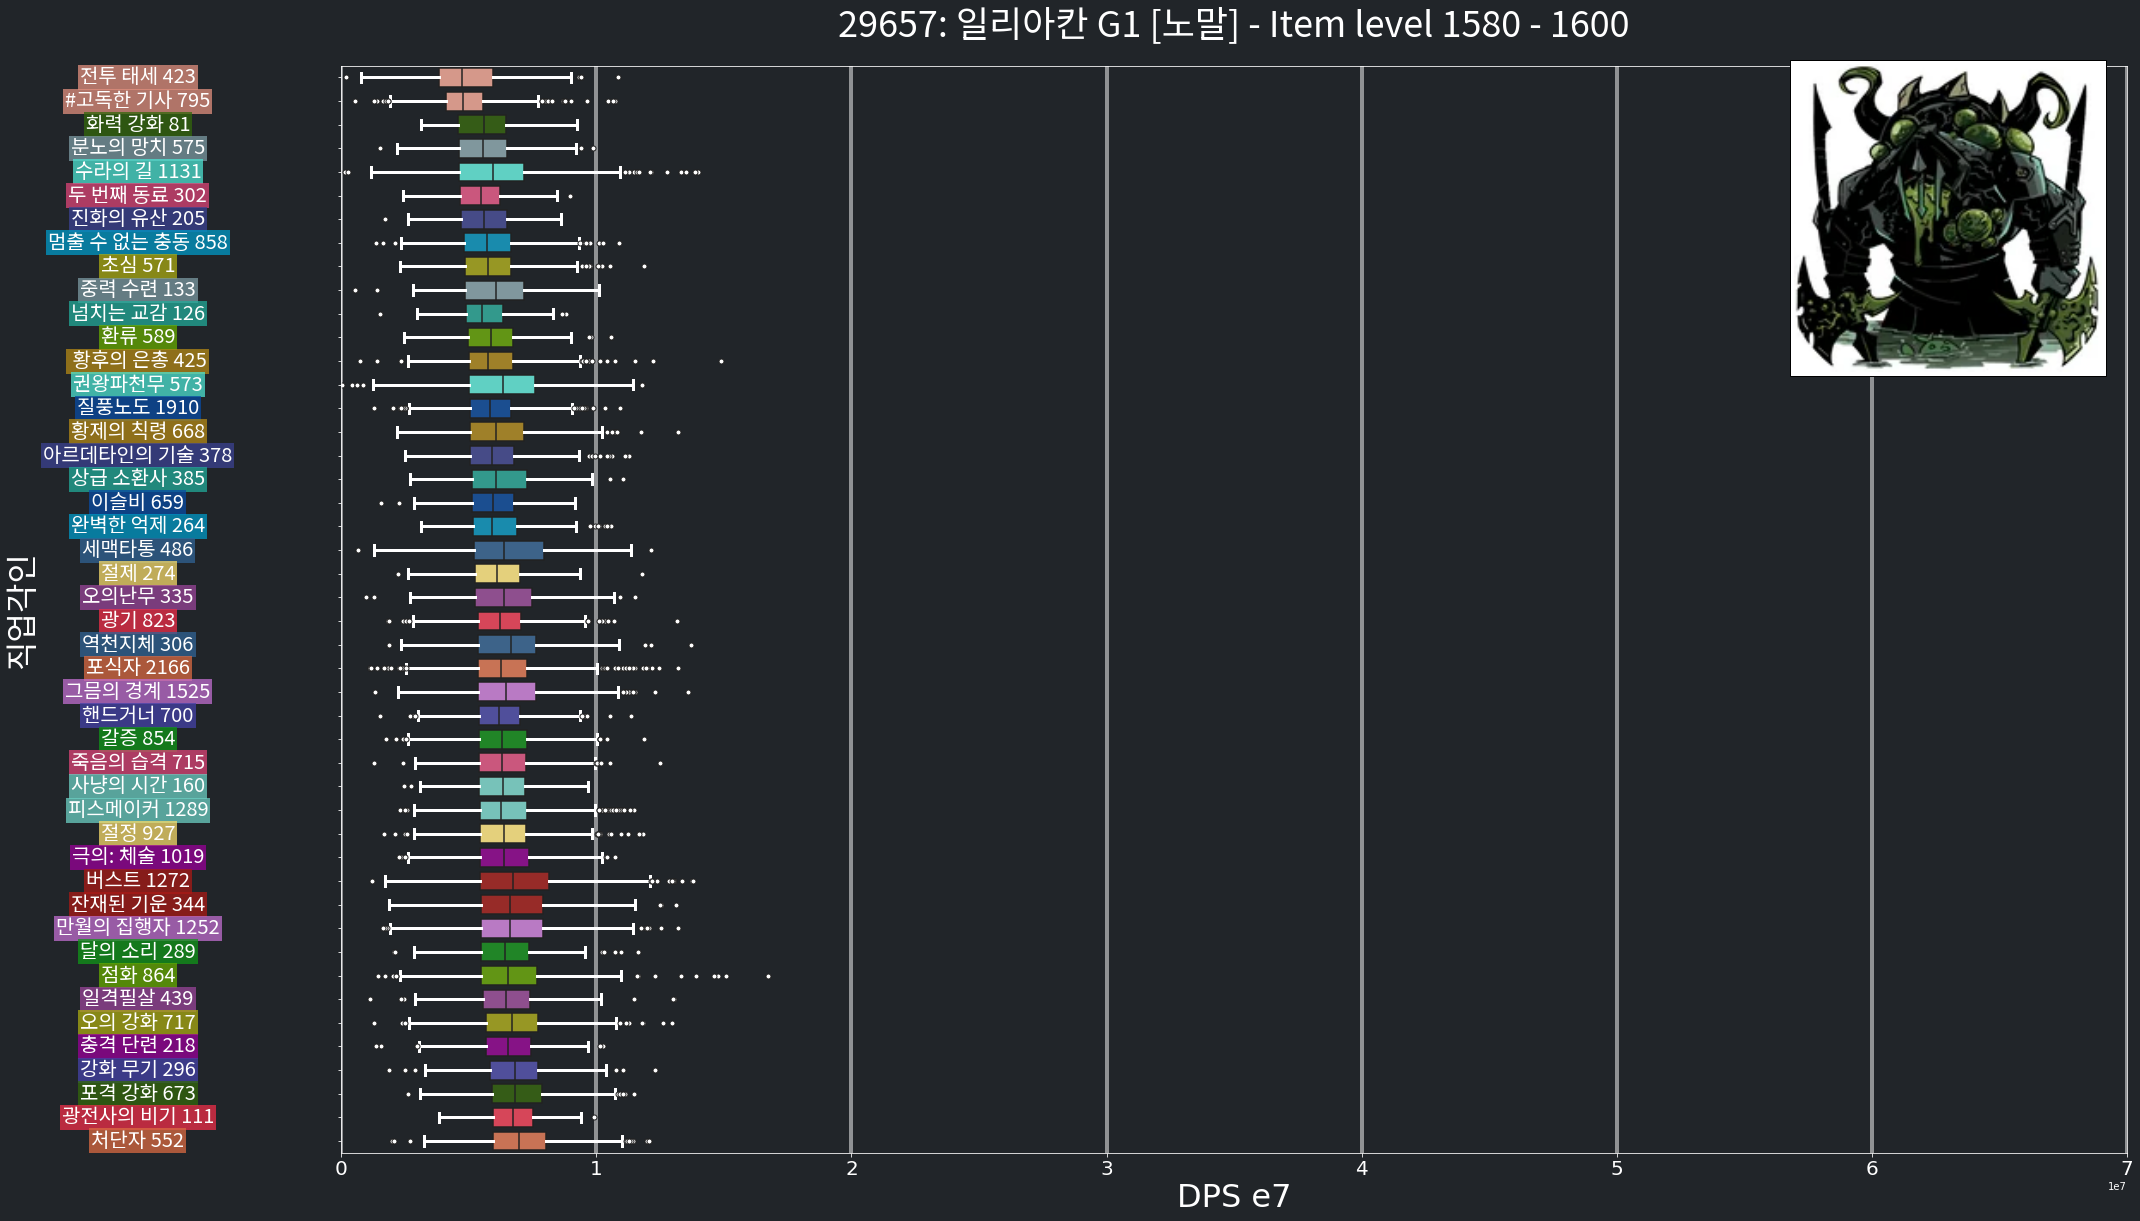 29657: 일리아칸 G1 [노말] - Item level 1580 - 1600
전투 태세 423
#고독한 기사 795
화력 강화 81
분노의 망치 575
수라의 길 1131
두 번째 동료 302
진화의 유산 205
멈출 수 없는 충동 858
초심 571
중력 수련 133
넘치는 교감 126
환류 589
황후의 은총 425
권왕파천무 573
질풍노도 1910
황제의 칙령 668
아르데타인의 기술 378
상급 소환사 385
이슬비 659
완벽한 억제 264
세맥타통 486
절제 274
오의난무 335
광기 823
역천지체 306
포식자 2166
그믐의 경계 1525
핸드거너 700
갈증 854
죽음의 습격 715
사냥의 시간 160
피스메이커 1289
절정 927
극의: 체술 1019
버스트 1272
잔재된 기운 344
만월의 집행자 1252
달의 소리 289
점화 864
일격필살 439
오의 강화 717
충격 단련 218
강화 무기 296
포격 강화 673
광전사의 비기 111
처단자 552
직업각인
0 1 2 3 4 5 6 7
DPS e7
1e7